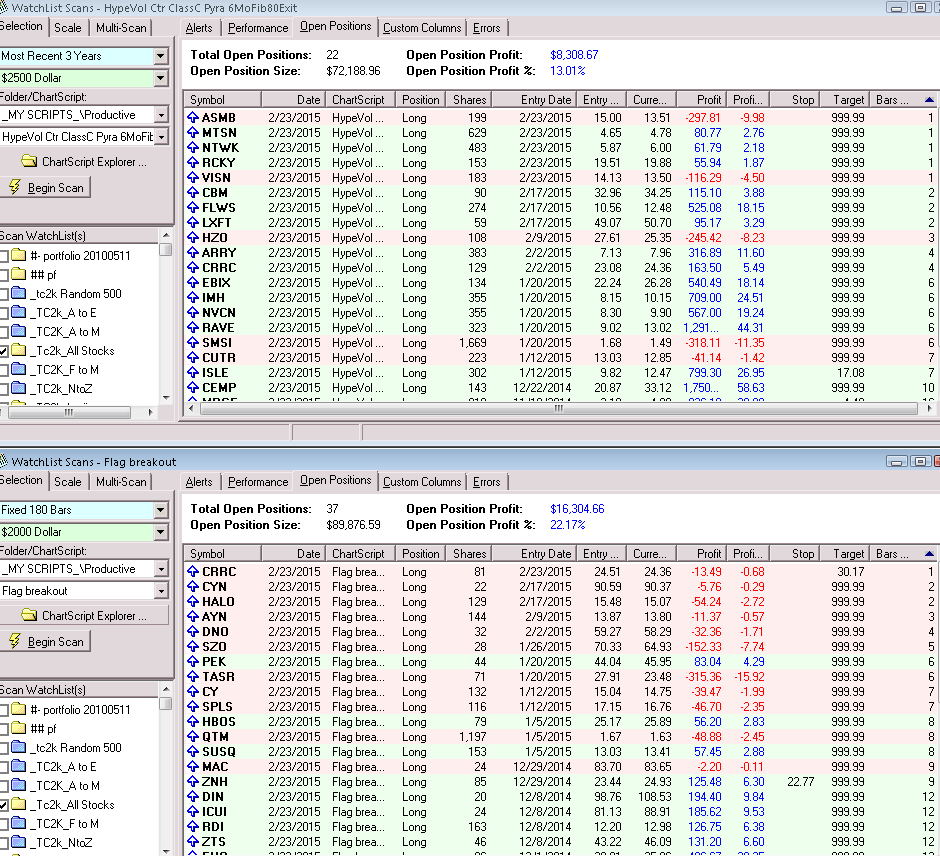 WatchList Scans - HypeVol Ctr ClassC Pyra 6MoFib80Exit
Selection Scale Multi-Scan
Most Recent 3 Years
$2500 Dollar
Folder/ChartScript:
_MY SCRIPTS_\Productive
HypeVol Ctr ClassC Pyra 6MoFib
ChartScript Explorer ...
Begin Scan
Scan WatchList(s)
#- portfolio 20100511
## pf
_tc2k Random 500
_TC2K_A to E
_TC2K_A to M
_Tc2k_All Stocks
_TC2K_F to M
_TC2K_NtoZ
Alerts Performance Open Positions Custom Columns Errors
Total Open Positions: 22 Open Position Profit: $8,308.67
Open Position Size: $72,188.96 Open Position Profit %: 13.01%
Symbol Date ChartScript Position Shares Entry Date Entry ... Curre... Profit Profi... Stop Target Bars ...
ASMB 2/23/2015 HypeVol ... Long 199 2/23/2015 15.00 13.51 -297.81 -9.98 999.99 1
MTSN 2/23/2015 HypeVol ... Long 629 2/23/2015 4.65 4.78 80.77 2.76 999.99 1
NTWK 2/23/2015 HypeVol ... Long 483 2/23/2015 5.87 6.00 61.79 2.18 999.99 1
RCKY 2/23/2015 HypeVol ... Long 153 2/23/2015 19.51 19.88 55.94 1.87 999.99 1
VISN 2/23/2015 HypeVol ... Long 183 2/23/2015 14.13 13.50 -116.29 -4.50 999.99 1
CBM 2/23/2015 HypeVol ... Long 90 2/17/2015 32.96 34.25 115.10 3.88 999.99 2
FLWS 2/23/2015 HypeVol ... Long 274 2/17/2015 10.56 12.48 525.08 18.15 999.99 2
LXFT 2/23/2015 HypeVol ... Long 59 2/17/2015 49.07 50.70 95.17 3.29 999.99 2
HZO 2/23/2015 HypeVol ... Long 108 2/9/2015 27.61 25.35 -245.42 -8.23 999.99 3
ARRY 2/23/2015 HypeVol ... Long 383 2/2/2015 7.13 7.96 316.89 11.60 999.99 4
CRRC 2/23/2015 HypeVol ... Long 129 2/2/2015 23.08 24.36 163.50 5.49 999.99 4
EBIX 2/23/2015 HypeVol ... Long 134 1/20/2015 22.24 26.28 540.49 18.14 999.99 6
IMH 2/23/2015 HypeVol ... Long 355 1/20/2015 8.15 10.15 709.00 24.51 999.99 6
NVCN 2/23/2015 HypeVol ... Long 355 1/20/2015 8.30 9.90 567.00 19.24 999.99 6
RAVE 2/23/2015 HypeVol ... Long 323 1/20/2015 9.02 13.02 1,291... 44.31 999.99 6
SMSI 2/23/2015 HypeVol ... Long 1,669 1/20/2015 1.68 1.49 -318.11 -11.35 999.99 6
CUTR 2/23/2015 HypeVol ... Long 223 1/12/2015 13.03 12.85 -41.14 -1.42 999.99 7
ISLE 2/23/2015 HypeVol ... Long 302 1/12/2015 9.82 12.47 799.30 26.95 17.08 7
CEMP 2/23/2015 HypeVol ... Long 143 12/22/2014 20.87 33.12 1,750... 58.63 999.99 10
WatchList Scans - Flag breakout
Selection Scale Multi-Scan
Fixed 180 Bars
$2000 Dollar
Folder/ChartScript:
_MY SCRIPTS_\Productive
Flag breakout
ChartScript Explorer ...
Begin Scan
Scan WatchList(s)
#- portfolio 20100511
## pf
_tc2k Random 500
_TC2K_A to E
_TC2K_A to M
_Tc2k_All Stocks
_TC2K_F to M
_TC2K_NtoZ
Alerts Performance Open Positions Custom Columns Errors
Total Open Positions: 37 Open Position Profit: $16,304.66
Open Position Size: $89,876.59 Open Position Profit %: 22.17%
Symbol Date ChartScript Position Shares Entry Date Entry ... Curre... Profit Profi... Stop Target Bars ...
CRRC 2/23/2015 Flag brea... Long 81 2/23/2015 24.51 24.36 -13.49 -0.68 30.17 1
CYN 2/23/2015 Flag brea... Long 22 2/17/2015 90.59 90.37 -5.76 -0.29 999.99 2
HALO 2/23/2015 Flag brea... Long 129 2/17/2015 15.48 15.07 -54.24 -2.72 999.99 2
AYN 2/23/2015 Flag brea... Long 144 2/9/2015 13.87 13.80 -11.37 -0.57 999.99 3
DNO 2/23/2015 Flag brea... Long 32 2/2/2015 59.27 58.29 -32.36 -1.71 999.99 4
SZO 2/23/2015 Flag brea... Long 28 1/26/2015 70.33 64.93 -152.33 -7.74 999.99 5
PEK 2/23/2015 Flag brea... Long 44 1/20/2015 44.04 45.95 83.04 4.29 999.99 6
TASR 2/23/2015 Flag brea... Long 71 1/20/2015 27.91 23.48 -315.36 -15.92 999.99 6
CY 2/23/2015 Flag brea... Long 132 1/12/2015 15.04 14.75 -39.47 -1.99 999.99 7
SPLS 2/23/2015 Flag brea... Long 116 1/12/2015 17.15 16.76 -46.70 -2.35 999.99 7
HBOS 2/23/2015 Flag brea... Long 79 1/5/2015 25.17 25.89 56.20 2.83 999.99 8
QTM 2/23/2015 Flag brea... Long 1,197 1/5/2015 1.67 1.63 -48.88 -2.45 999.99 8
SUSQ 2/23/2015 Flag brea... Long 153 1/5/2015 13.03 13.41 57.45 2.88 999.99 8
MAC 2/23/2015 Flag brea... Long 24 12/29/2014 83.70 83.65 -2.20 -0.11 999.99 9
ZNH 2/23/2015 Flag brea... Long 85 12/29/2014 23.44 24.93 125.48 6.30 22.77 999.99 9
DIN 2/23/2015 Flag brea... Long 20 12/8/2014 98.76 108.53 194.40 9.84 999.99 12
ICUI 2/23/2015 Flag brea... Long 24 12/8/2014 81.13 88.91 185.62 9.53 999.99 12
RDI 2/23/2015 Flag brea... Long 163 12/8/2014 12.20 12.98 126.75 6.38 999.99 12
ZTS 2/23/2015 Flag brea... Long 46 12/8/2014 43.22 46.09 131.20 6.60 999.99 12